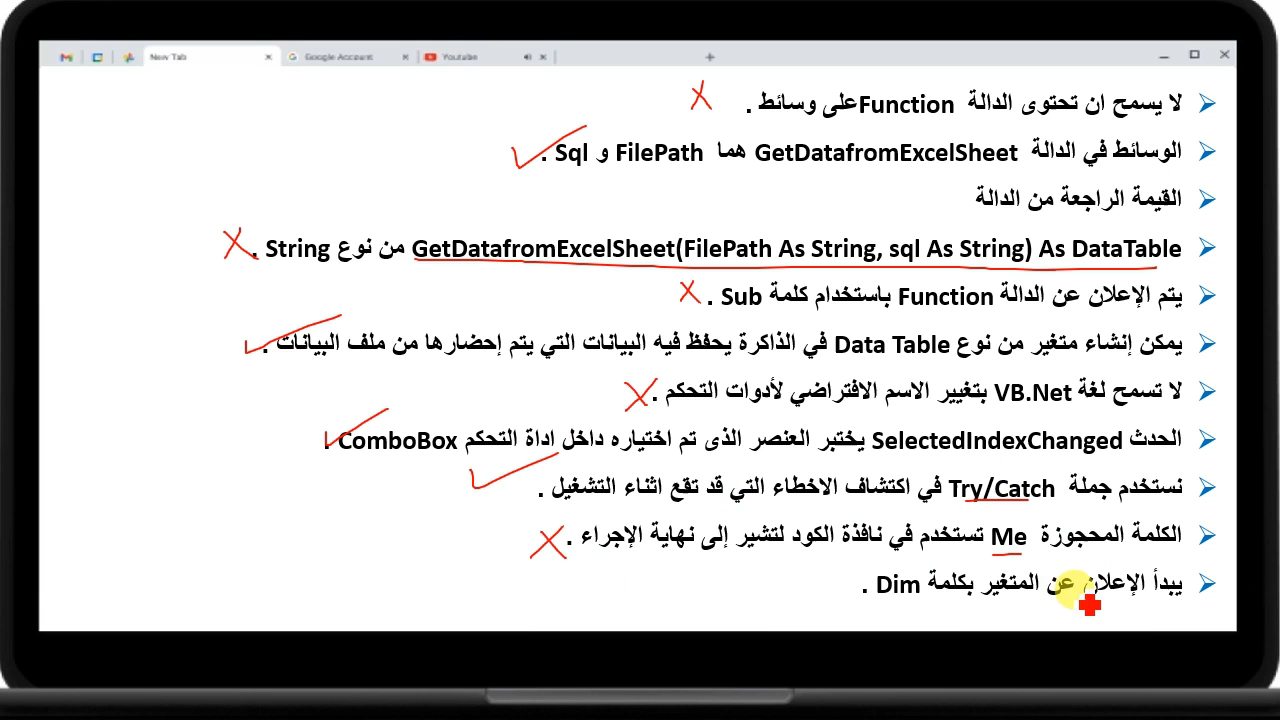 New Tab
Google Account
Youtube
لا يسمح ان تحتوى الدالة Functionعلى وسائط .
الوسائط في الدالة GetDatafromExcelSheet هما FilePath و Sql .
القيمة الراجعة من الدالة
GetDatafromExcelSheet(FilePath As String, sql As String) As DataTable من نوع String .
يتم الإعلان عن الدالة Function باستخدام كلمة Sub .
يمكن إنشاء متغير من نوع Data Table في الذاكرة يحفظ فيه البيانات التي يتم إحضارها من ملف البيانات .
لا تسمح لغة VB.Net بتغيير الاسم الافتراضي لأدوات التحكم .
الحدث SelectedIndexChanged يختبر العنصر الذى تم اختياره داخل اداة التحكم ComboBox .
نستخدم جملة Try/Catch في اكتشاف الاخطاء التي قد تقع اثناء التشغيل .
الكلمة المحجوزة Me تستخدم في نافذة الكود لتشير إلى نهاية الإجراء .
يبدأ الإعلان عن المتغير بكلمة Dim .